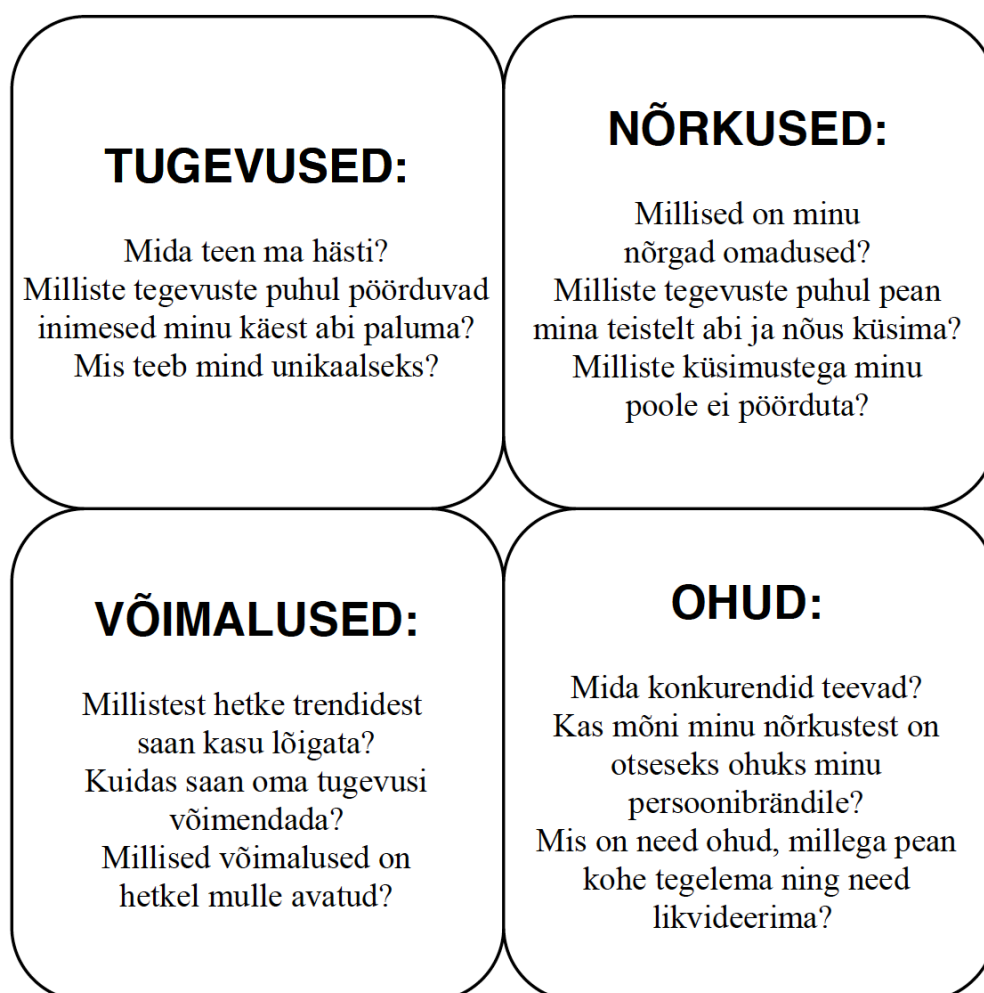 TUGEVUSED:
Mida teen ma hästi?
Milliste tegevuste puhul pöörduvad
inimesed minu käest abi paluma?
Mis teeb mind unikaalseks?
NÕRKUSED:
Millised on minu
nõrgad omadused?
Milliste tegevuste puhul pean
mina teistelt abi ja nõus küsima?
Milliste küsimustega minu
poole ei pöörduta?
VÕIMALUSED:
Millistest hetke trendidest
saan kasu lõigata?
Kuidas saan oma tugevusi
võimendada?
Millised võimalused on
hetkel mulle avatud?
OHUD:
Mida konkurendid teevad?
Kas mõni minu nõrkustest on
otseseks ohuks minu
persoonibrändile?
Mis on need ohud, millega pean
kohe tegelema ning need
likvideerima?